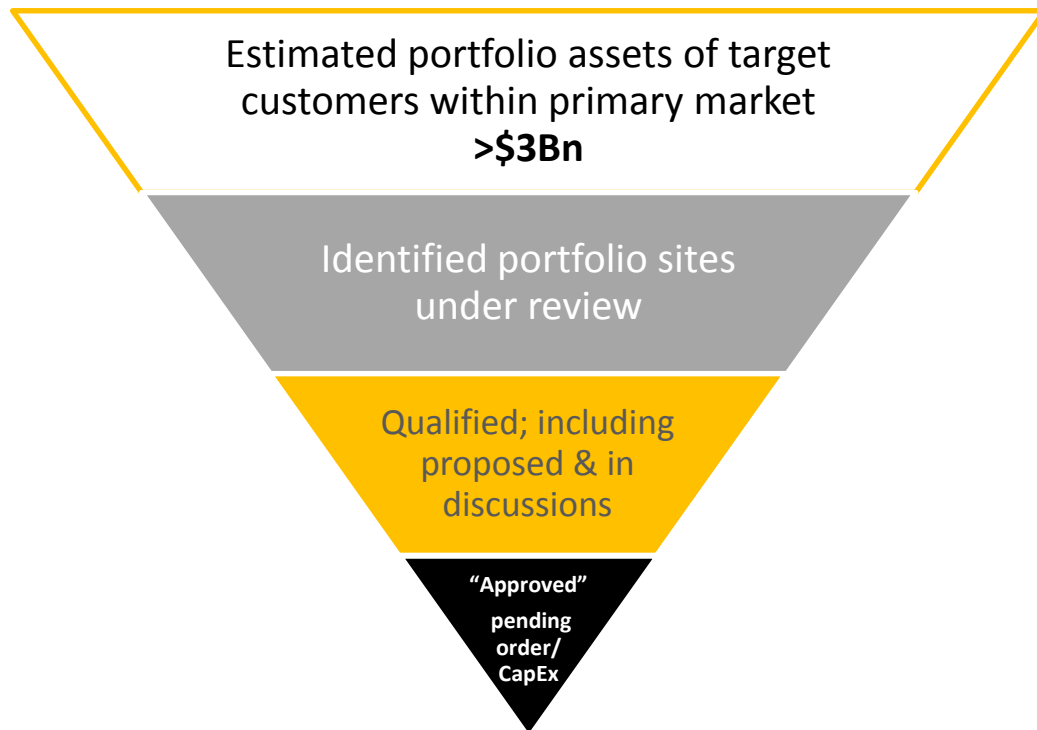 Estimated portfolio assets of target
customers within primary market
>$3Bn
Identified portfolio sites
under review
Qualified; including
proposed & in
discussions
“Approved”
pending
order/
CapEx